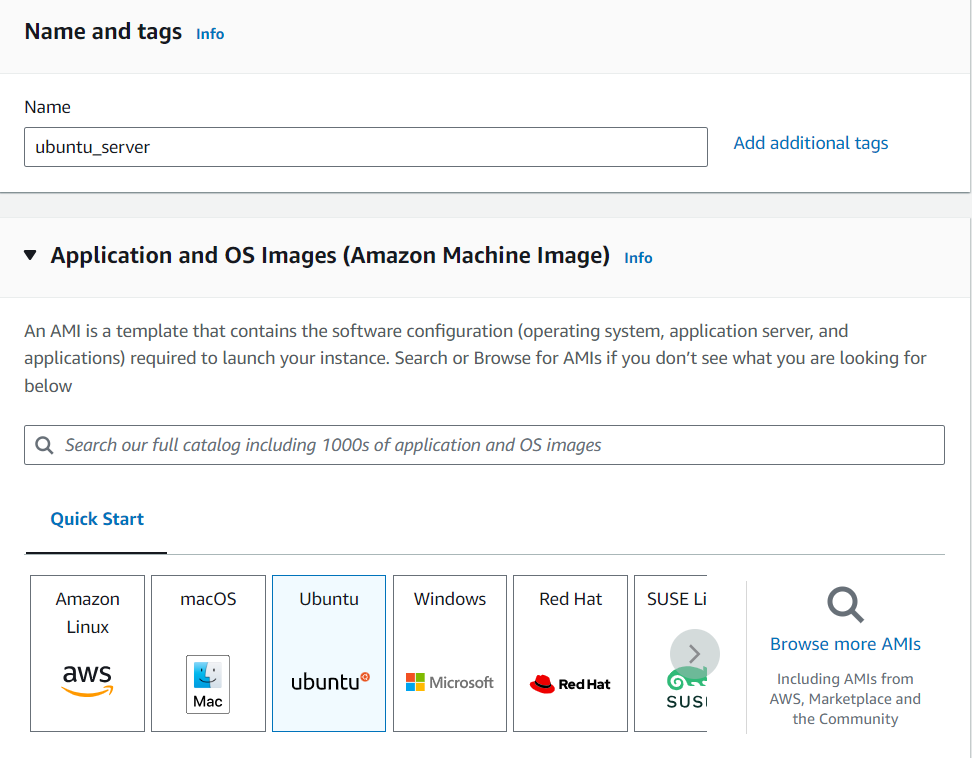 Name and tags Info
Name
ubuntu_server
Add additional tags
Application and OS Images (Amazon Machine Image) Info
An AMI is a template that contains the software configuration (operating system, application server, and
applications) required to launch your instance. Search or Browse for AMIs if you don’t see what you are looking for
below
Search our full catalog including 1000s of application and OS images
Quick Start
Amazon
Linux
aws
macOS
Mac
Ubuntu
ubuntu
Windows
Microsoft
Red Hat
Red Hat
SUSE Li
SUS
Browse more AMIs
Including AMIs from
AWS, Marketplace and
the Community